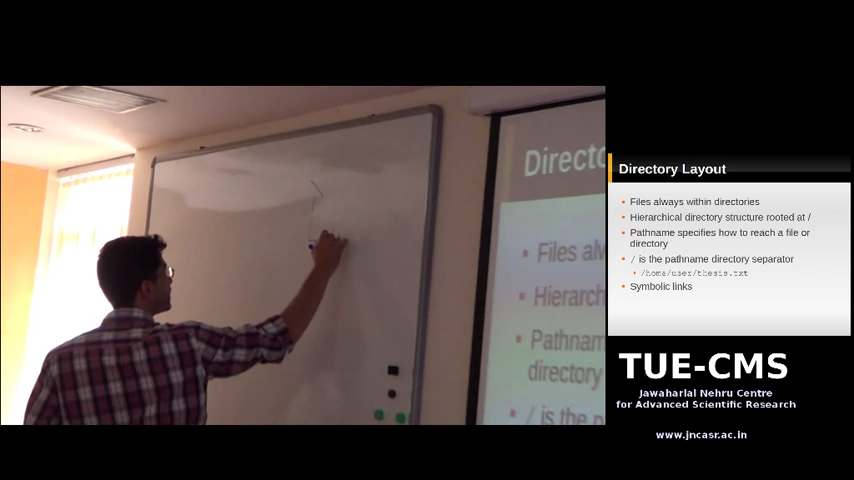 Directo
Files alw
Hierarch
Pathnam
directory
/ is the p
Directory Layout
Files always within directories
Hierarchical directory structure rooted at /
Pathname specifies how to reach a file or
directory
/ is the pathname directory separator
/home/user/thesis.txt
Symbolic links
TUE-CMS
Jawaharlal Nehru Centre
for Advanced Scientific Research
www.jncasr.ac.in